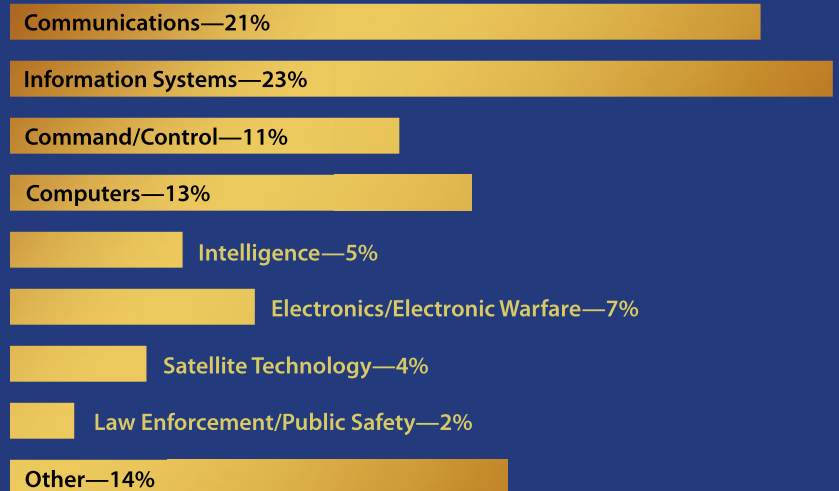 Communications—21%
Information Systems—23%
Command/Control—11%
Computers—13%
Intelligence—5%
Electronics/Electronic Warfare—7%
Satellite Technology—4%
Law Enforcement/Public Safety—2%
Other—14%